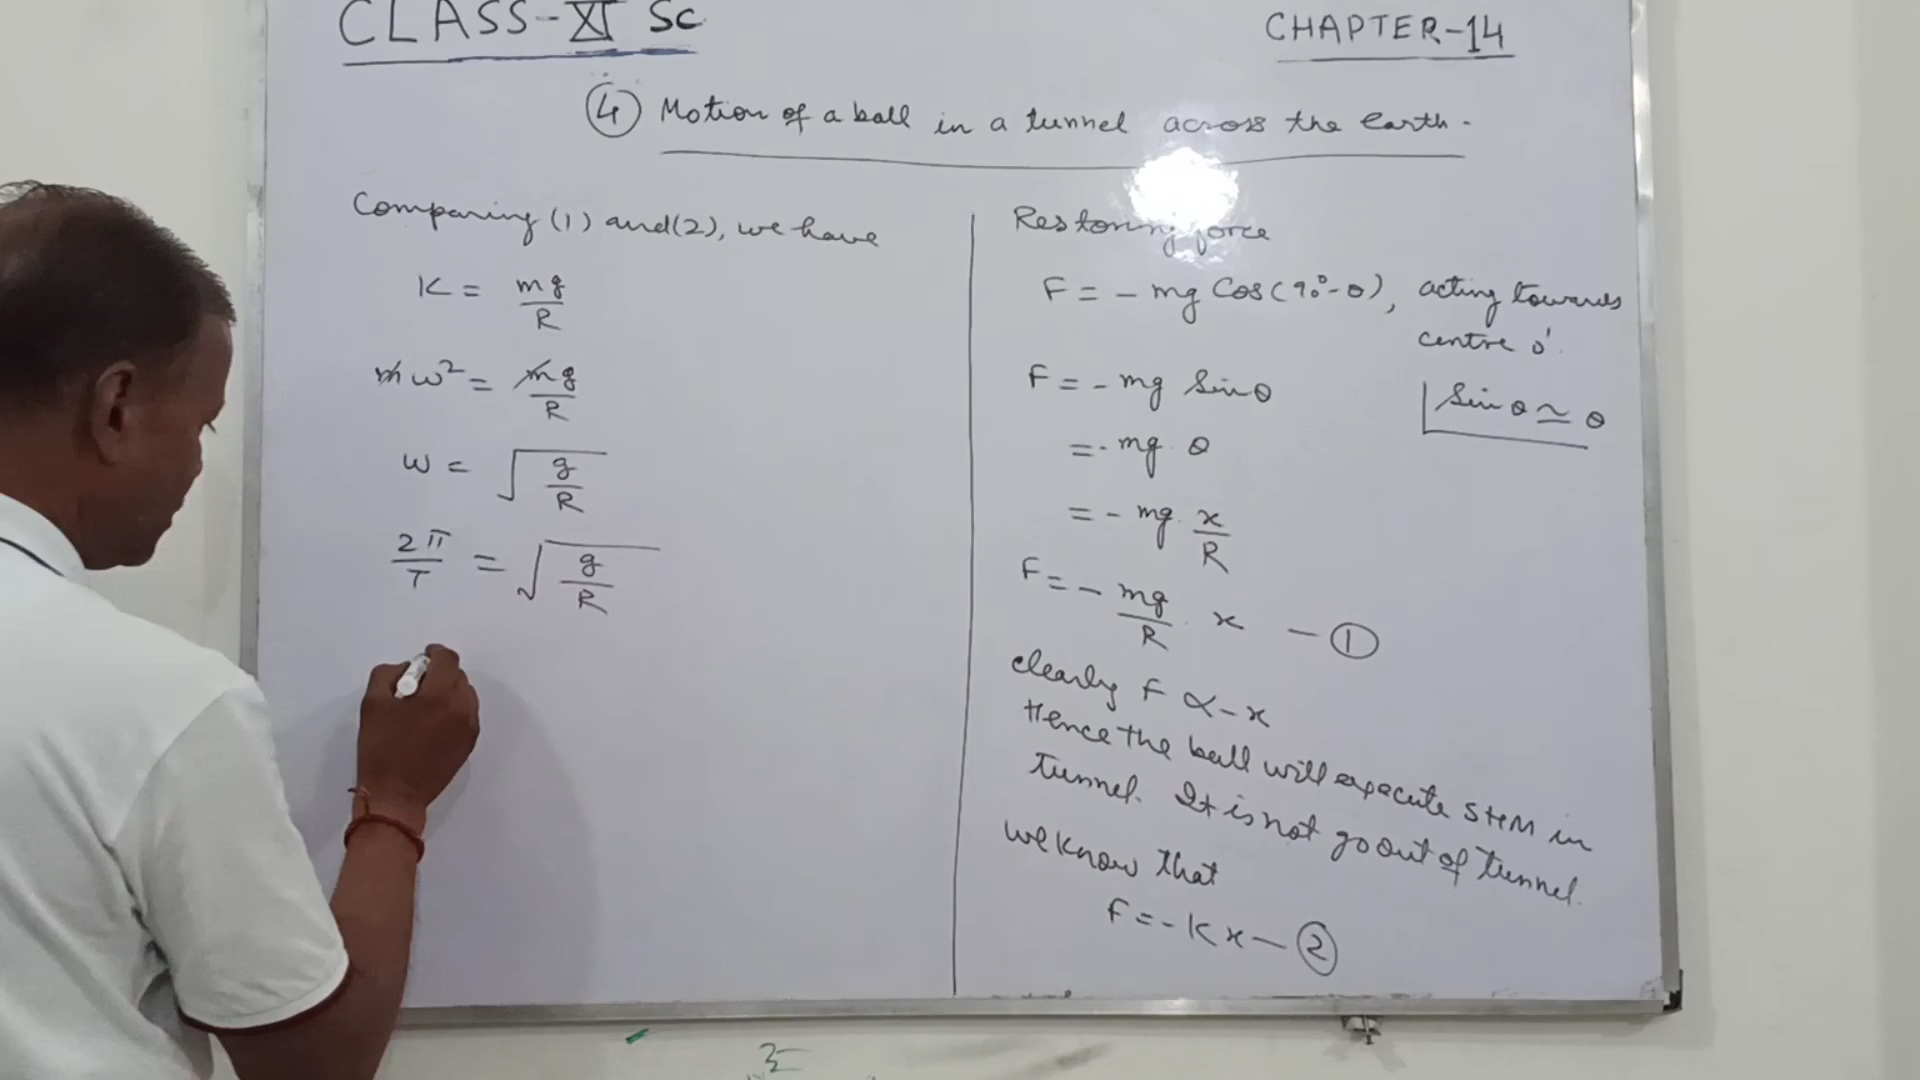 CLASS-XI Sc
CHAPTER-14
④ Motion of a ball in a tunnel across the earth.
Comparing (1) and (2), we have
K = mg/R
mω² = mg/R
ω = √(g/R)
2π/T = √(g/R)
Restoring force
F = - mg Cos(90°-θ), acting towards
centre o'.
F = - mg Sinθ
Sinθ ≃ θ
= - mg θ
= - mg x/R
F = - mg/R . x — ①
clearly F ∝ - x
Hence the ball will execute SHM in
tunnel. It is not go out of tunnel.
we know that
F = - Kx — ②